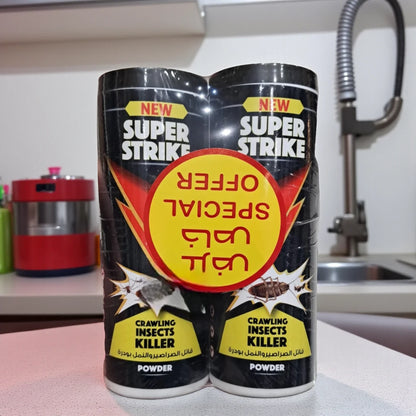 NEW
SUPER
STRIKE
NEW
SUPER
STRIKE
عرض
خاص
SPECIAL
OFFER
CRAWLING
INSECTS
KILLER
قاتل الصراصير والنمل بودرة
POWDER
CRAWLING
INSECTS
KILLER
قاتل الصراصير والنمل بودرة
POWDER